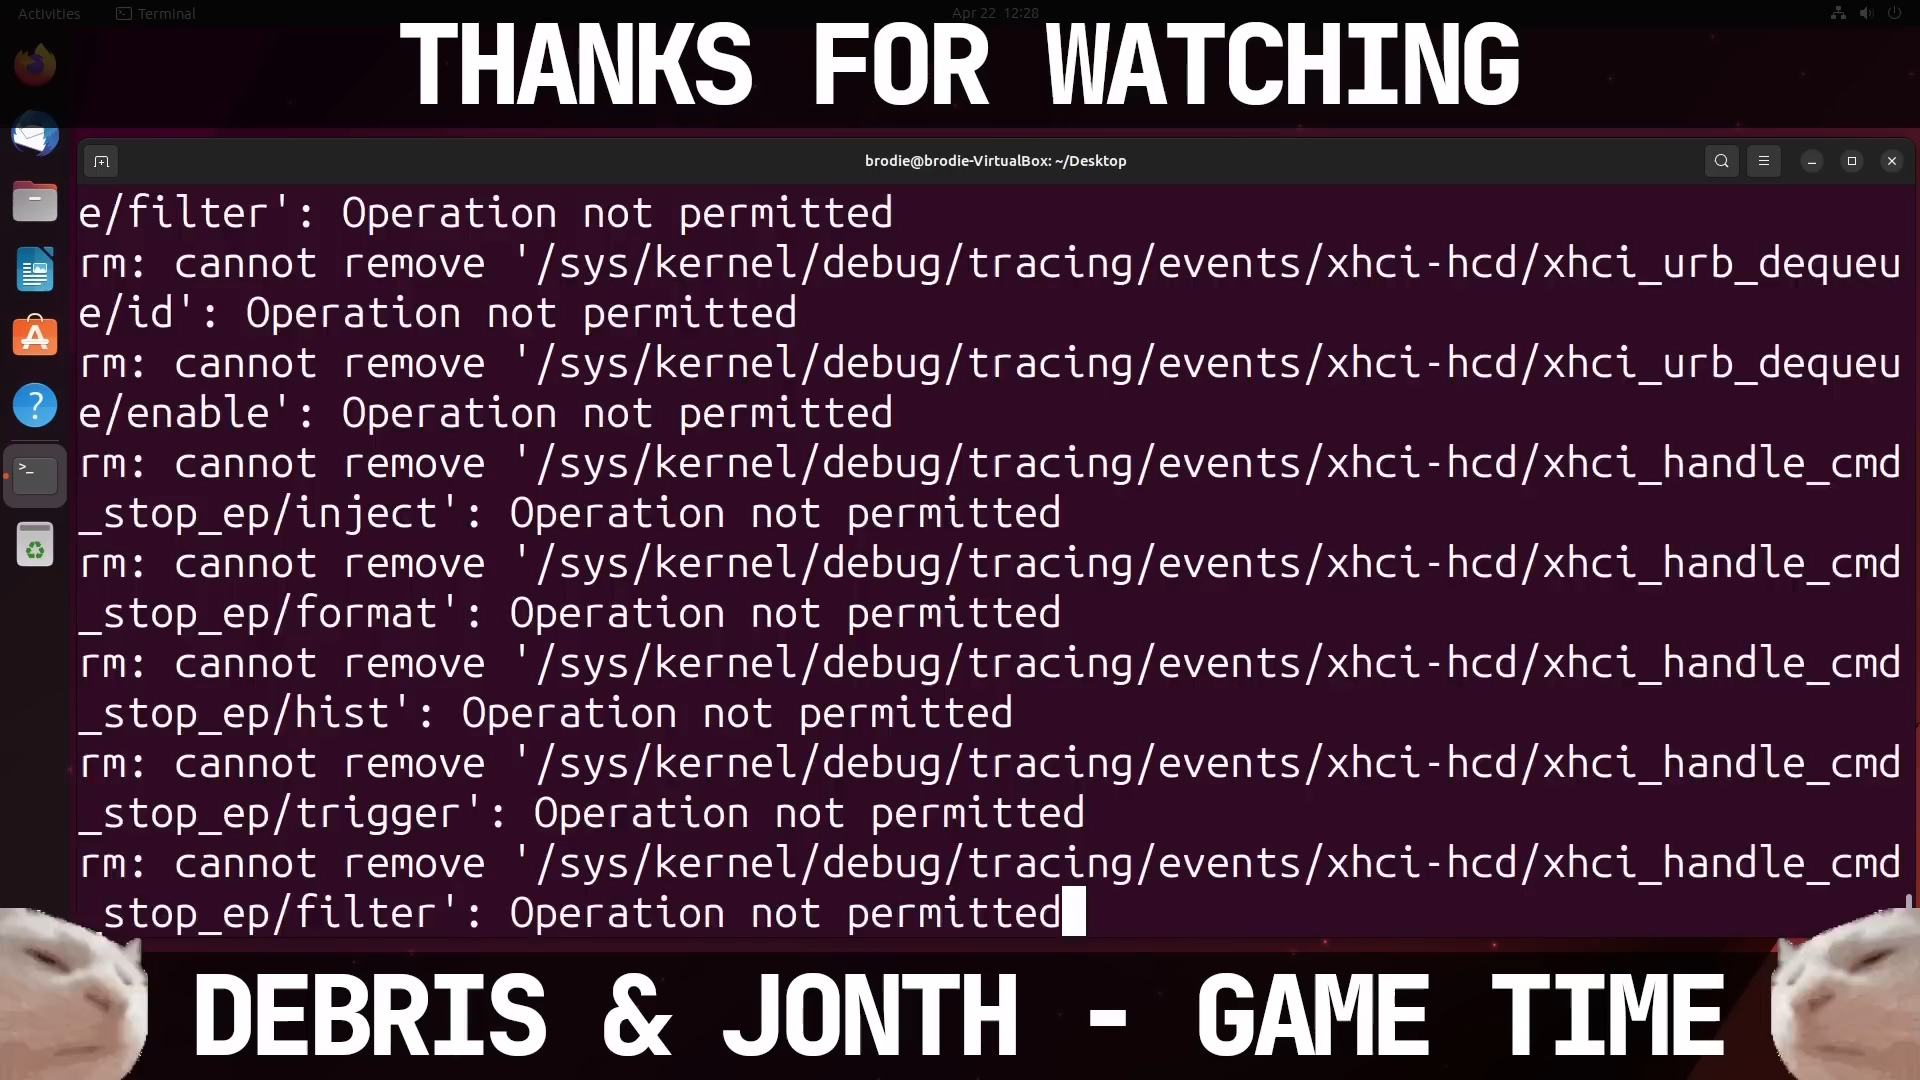 Activities Terminal Apr 22 12:28
THANKS FOR WATCHING
brodie@brodie-VirtualBox: ~/Desktop
e/filter': Operation not permitted
rm: cannot remove '/sys/kernel/debug/tracing/events/xhci-hcd/xhci_urb_dequeu
e/id': Operation not permitted
rm: cannot remove '/sys/kernel/debug/tracing/events/xhci-hcd/xhci_urb_dequeu
e/enable': Operation not permitted
rm: cannot remove '/sys/kernel/debug/tracing/events/xhci-hcd/xhci_handle_cmd
_stop_ep/inject': Operation not permitted
rm: cannot remove '/sys/kernel/debug/tracing/events/xhci-hcd/xhci_handle_cmd
_stop_ep/format': Operation not permitted
rm: cannot remove '/sys/kernel/debug/tracing/events/xhci-hcd/xhci_handle_cmd
_stop_ep/hist': Operation not permitted
rm: cannot remove '/sys/kernel/debug/tracing/events/xhci-hcd/xhci_handle_cmd
_stop_ep/trigger': Operation not permitted
rm: cannot remove '/sys/kernel/debug/tracing/events/xhci-hcd/xhci_handle_cmd
_stop_ep/filter': Operation not permitted
DEBRIS & JONTH - GAME TIME